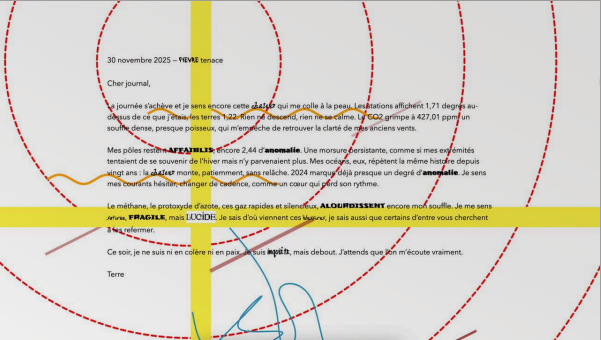 30 novembre 2025 – FIÈVRE tenace
Cher journal,
La journée s'achève et je sens encore cette chaleur qui me colle à la peau. Les stations affichent 1,71 degrés au-
dessus de ce que j'étais, les terres 1,22. Rien ne descend, rien ne se calme. Le CO2 grimpe à 427,01 ppm, un
souffle dense, presque poisseux, qui m'empêche de retrouver la clarté de mes anciens vents.
Mes pôles restent AFFAIBLIS, encore 2,44 d'anomalie. Une morsure persistante, comme si mes extrémités
tentaient de se souvenir de l'hiver mais n'y parvenaient plus. Mes océans, eux, répètent la même histoire depuis
vingt ans : la chaleur monte, patiemment, sans relâche. 2024 marque déjà presque un degré d'anomalie. Je sens
mes courants hésiter, changer de cadence, comme un cœur qui perd son rythme.
Le méthane, le protoxyde d'azote, ces gaz rapides et silencieux, ALOURDISSENT encore mon souffle. Je me sens
FRAGILE, mais LUCIDE. Je sais d'où viennent ces blessures, je sais aussi que certains d'entre vous cherchent
à les refermer.
Ce soir, je ne suis ni en colère ni en paix. Je suis inquiète, mais debout. J'attends que l'on m'écoute vraiment.
Terre